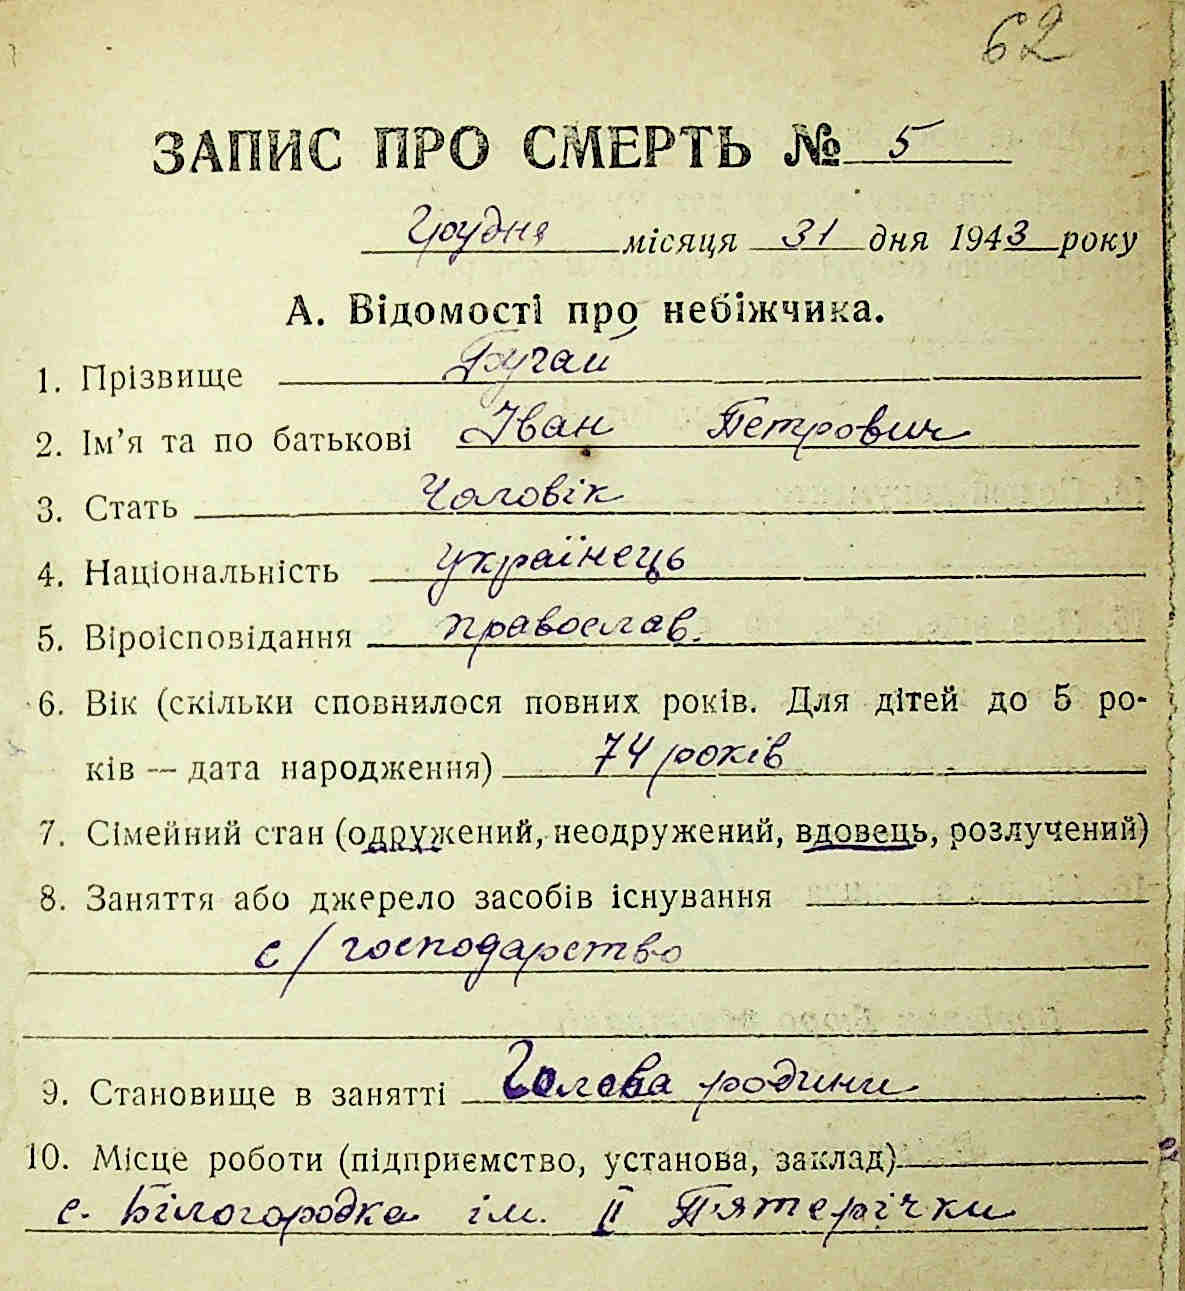 62
ЗАПИС ПРО СМЕРТЬ № 5
Грудня місяця 31 дня 1943 року
А. Відомості про небіжчика.
1. Прізвище Бугай
2. Ім’я та по батькові Іван Петрович
3. Стать Чоловік
4. Національність українець
5. Віроісповідання православ.
6. Вік (скільки сповнилося повних років. Для дітей до 5 ро-
ків — дата народження) 74 років
7. Сімейний стан (одружений, неодружений, вдовець, розлучений)
8. Заняття або джерело засобів існування
с/господарство
9. Становище в занятті Голова родини
10. Місце роботи (підприємство, установа, заклад)
с. Білогородка ім. ІІ П'ятерічки